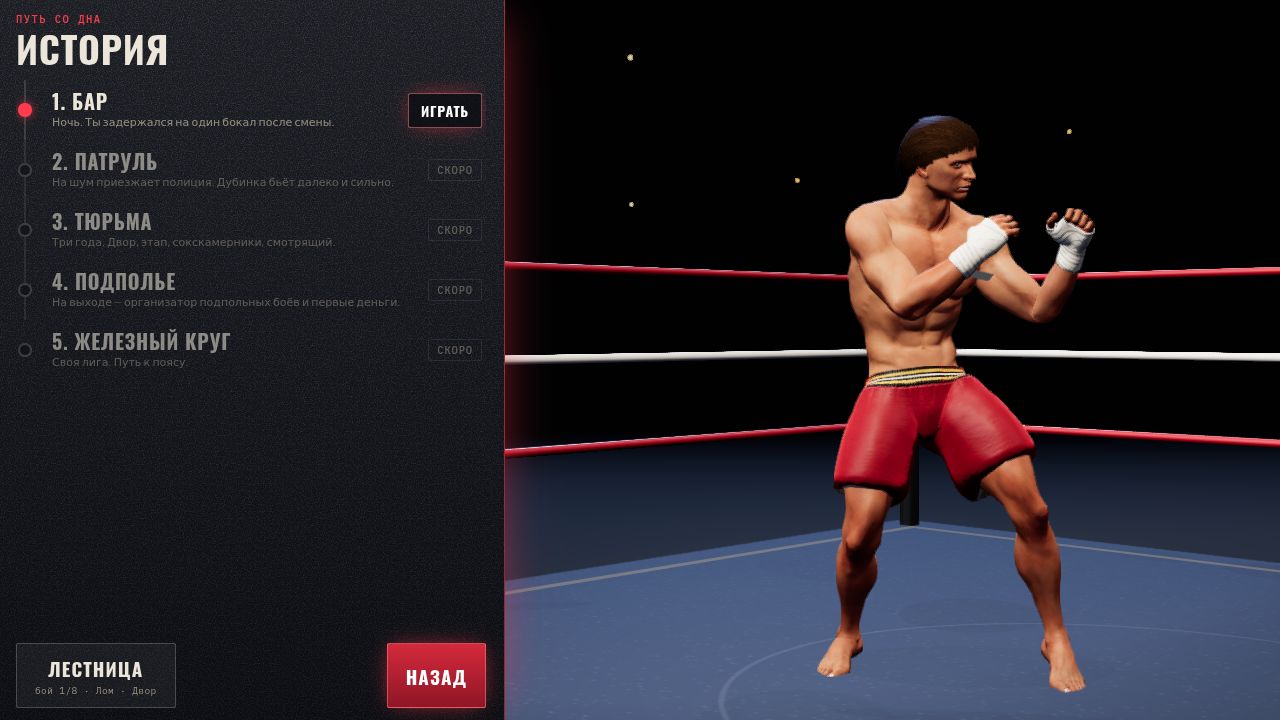 ПУТЬ СО ДНА
ИСТОРИЯ
1. БАР
Ночь. Ты задержался на один бокал после смены.
ИГРАТЬ
2. ПАТРУЛЬ
На шум приезжает полиция. Дубинка бьёт далеко и сильно.
СКОРО
3. ТЮРЬМА
Три года. Двор, этап, сокскамерники, смотрящий.
СКОРО
4. ПОДПОЛЬЕ
На выходе — организатор подпольных боёв и первые деньги.
СКОРО
5. ЖЕЛЕЗНЫЙ КРУГ
Своя лига. Путь к поясу.
СКОРО
ЛЕСТНИЦА
бой 1/8 · Лом · Двор
НАЗАД